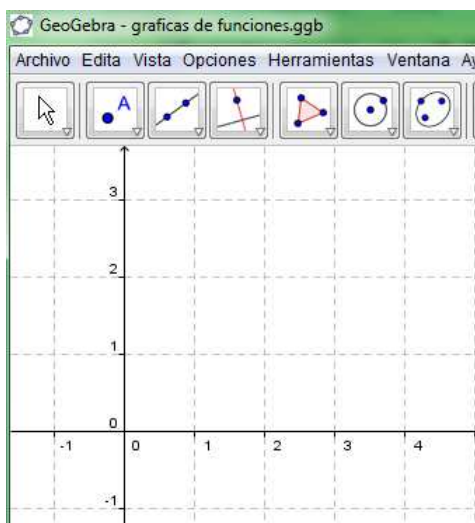 GeoGebra - graficas de funciones.ggb
Archivo Edita Vista Opciones Herramientas Ventana
A
3
2
1
0
-1 0 1 2 3 4
-1